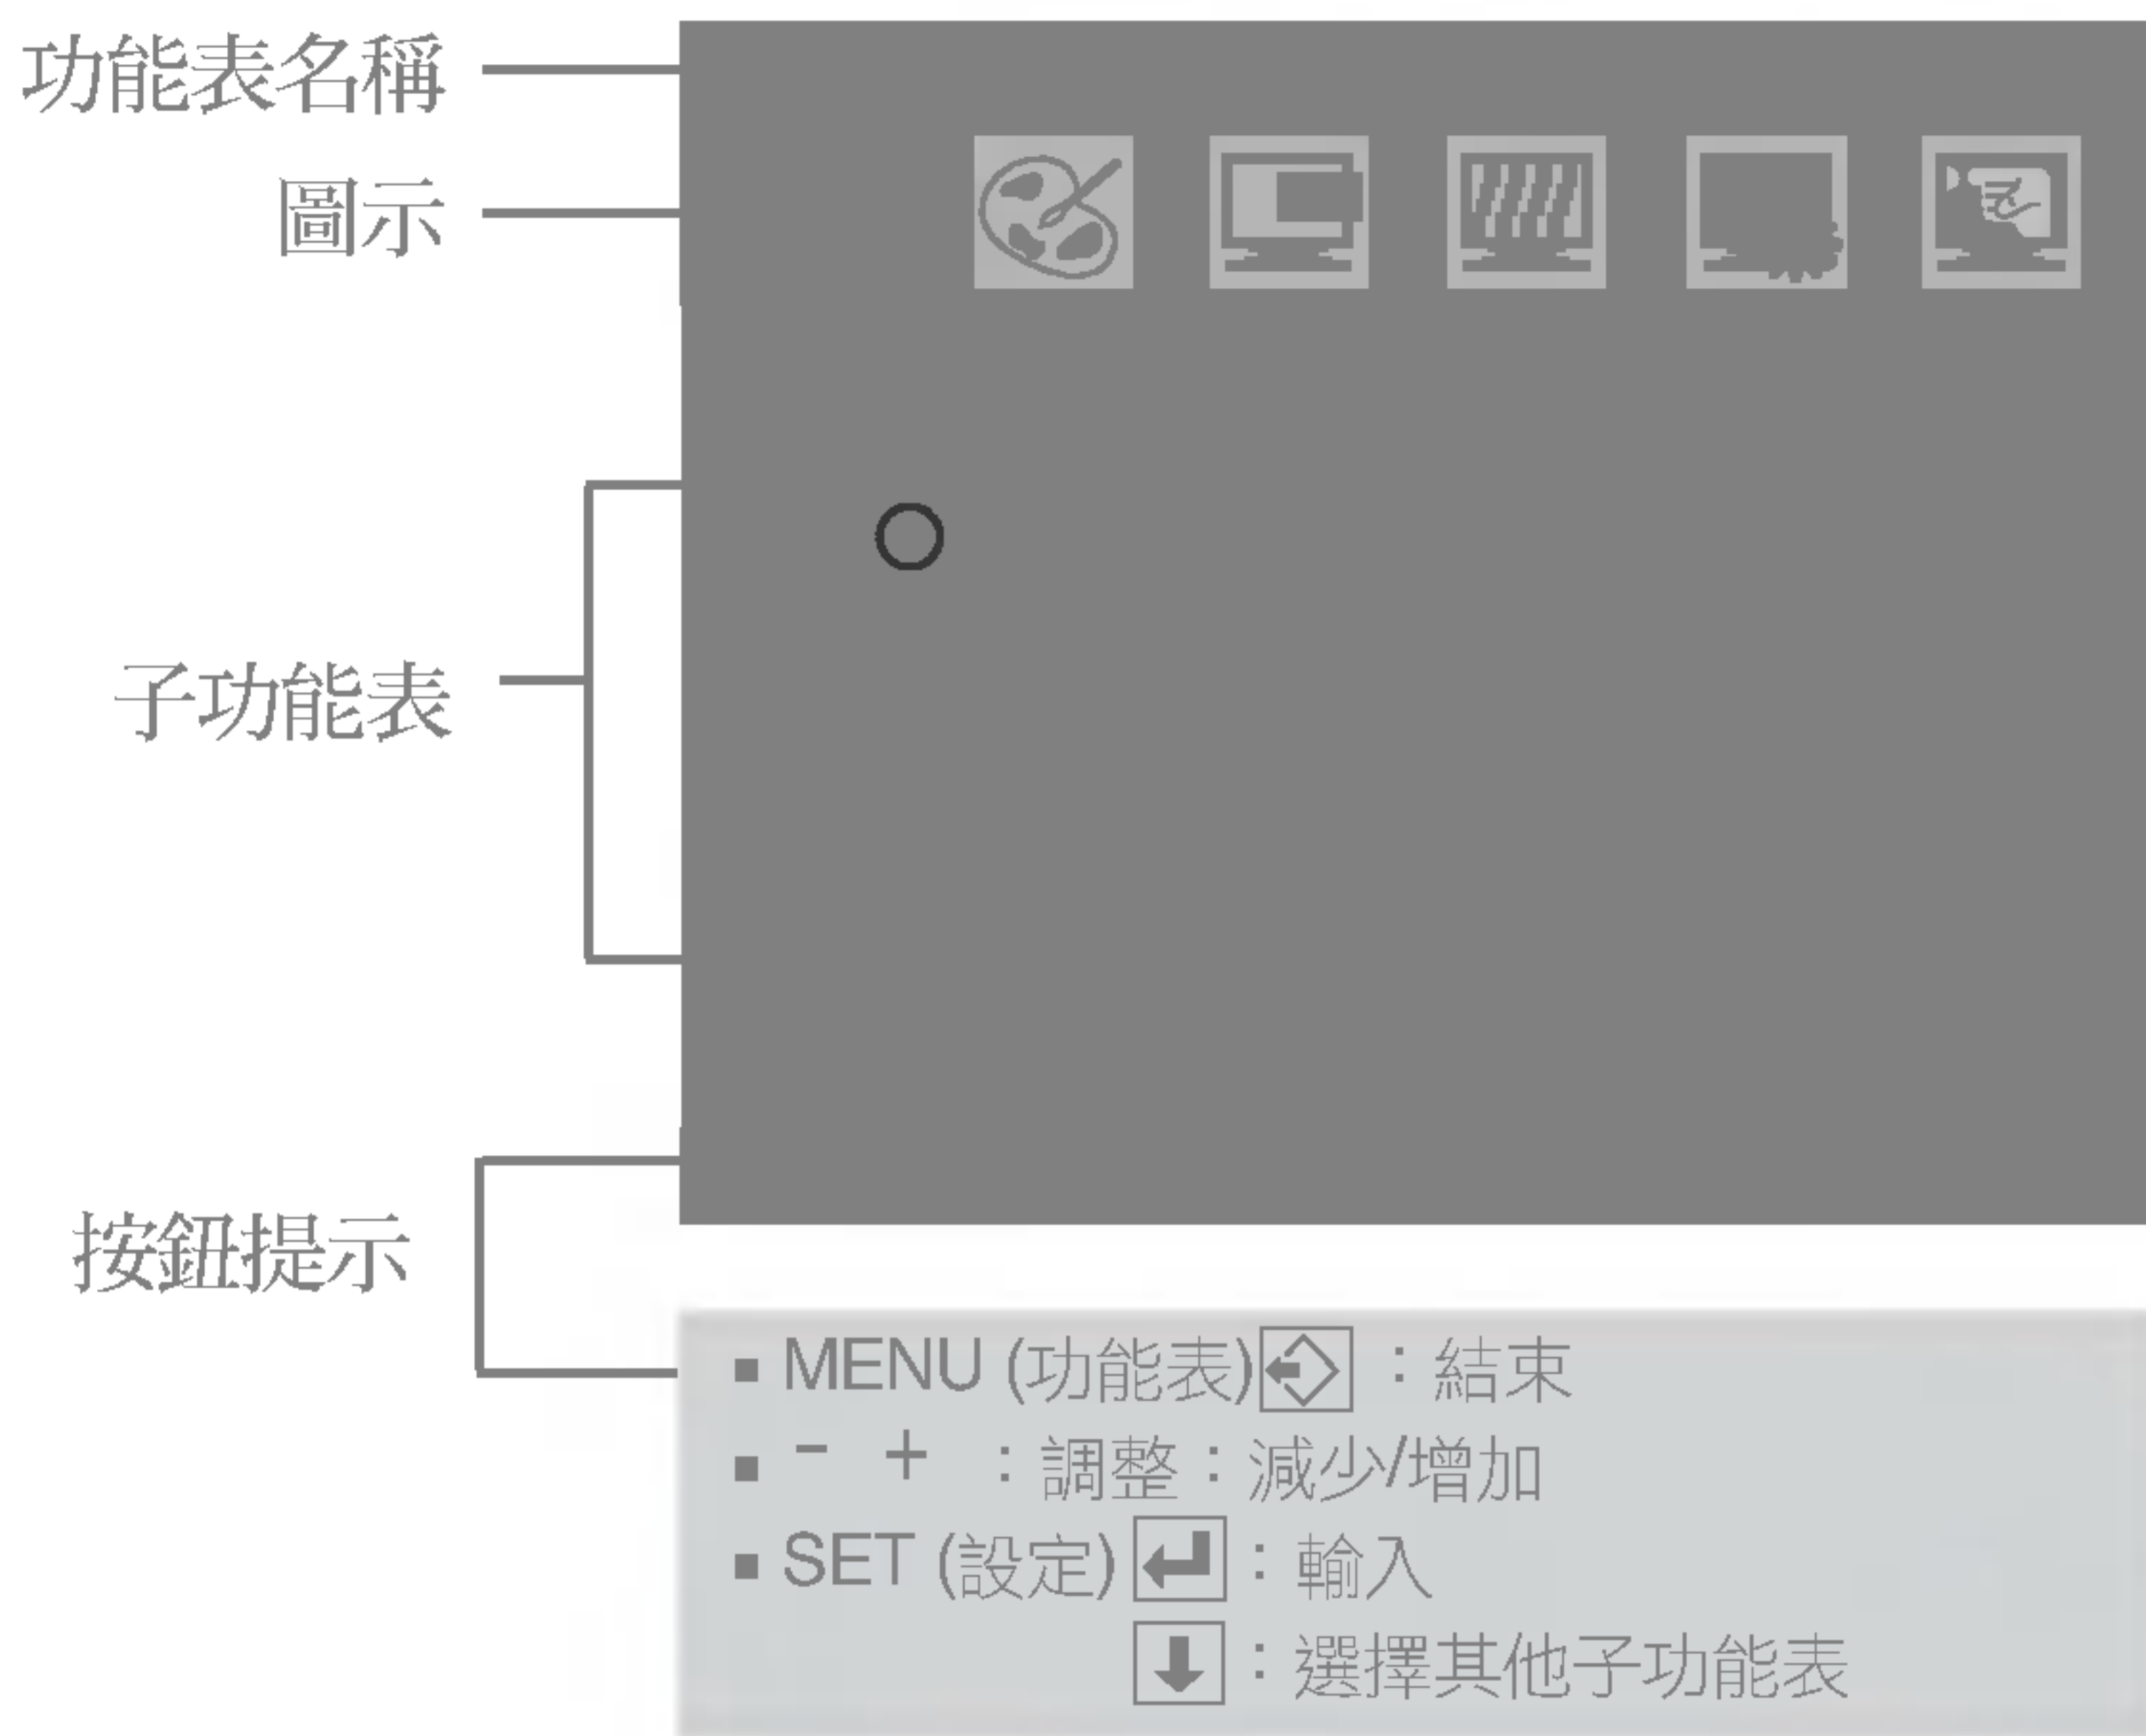 功能表名稱
圖示
子功能表
按鈕提示
■ MENU (功能表) : 結束
■ - + : 調整 : 減少/增加
■ SET (設定) : 輸入
: 選擇其他子功能表